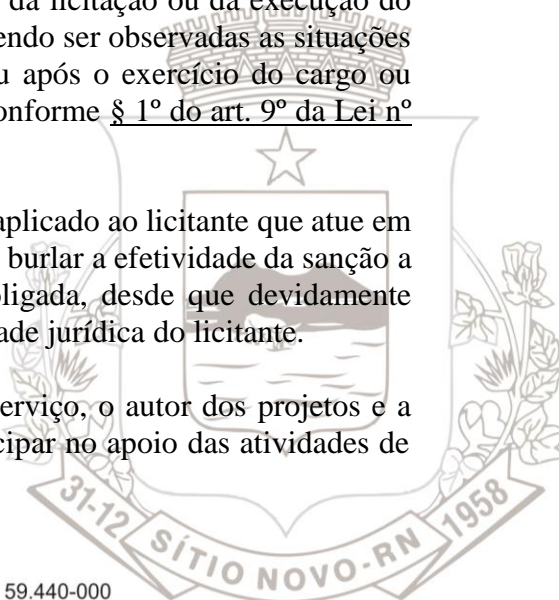 da licitação ou da execução do
endo ser observadas as situações
u após o exercício do cargo ou
onforme § 1º do art. 9º da Lei nº
aplicado ao licitante que atue em
burlar a efetividade da sanção a
oligada, desde que devidamente
ade jurídica do licitante.
erviço, o autor dos projetos e a
cipar no apoio das atividades de
31-12 SÍTIO NOVO-RN 1958
59.440-000